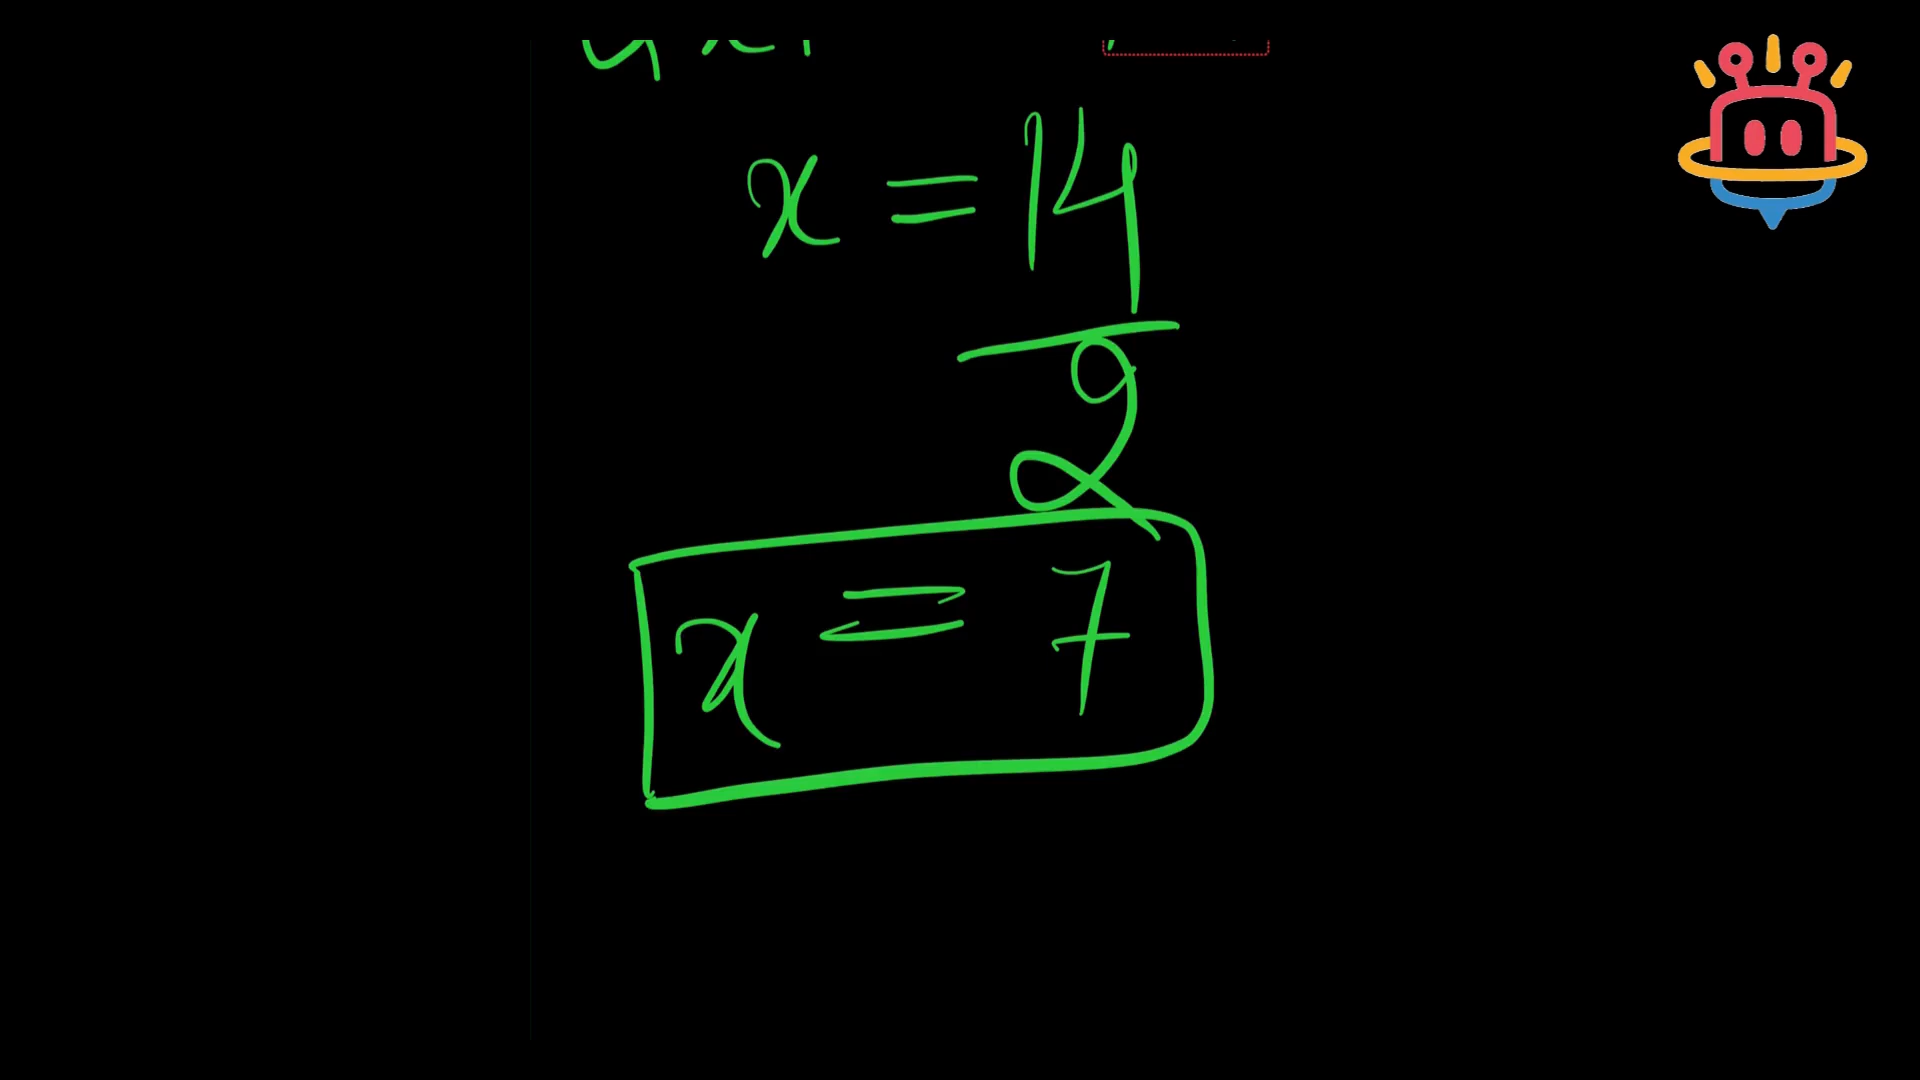 x = 14
2
x = 7